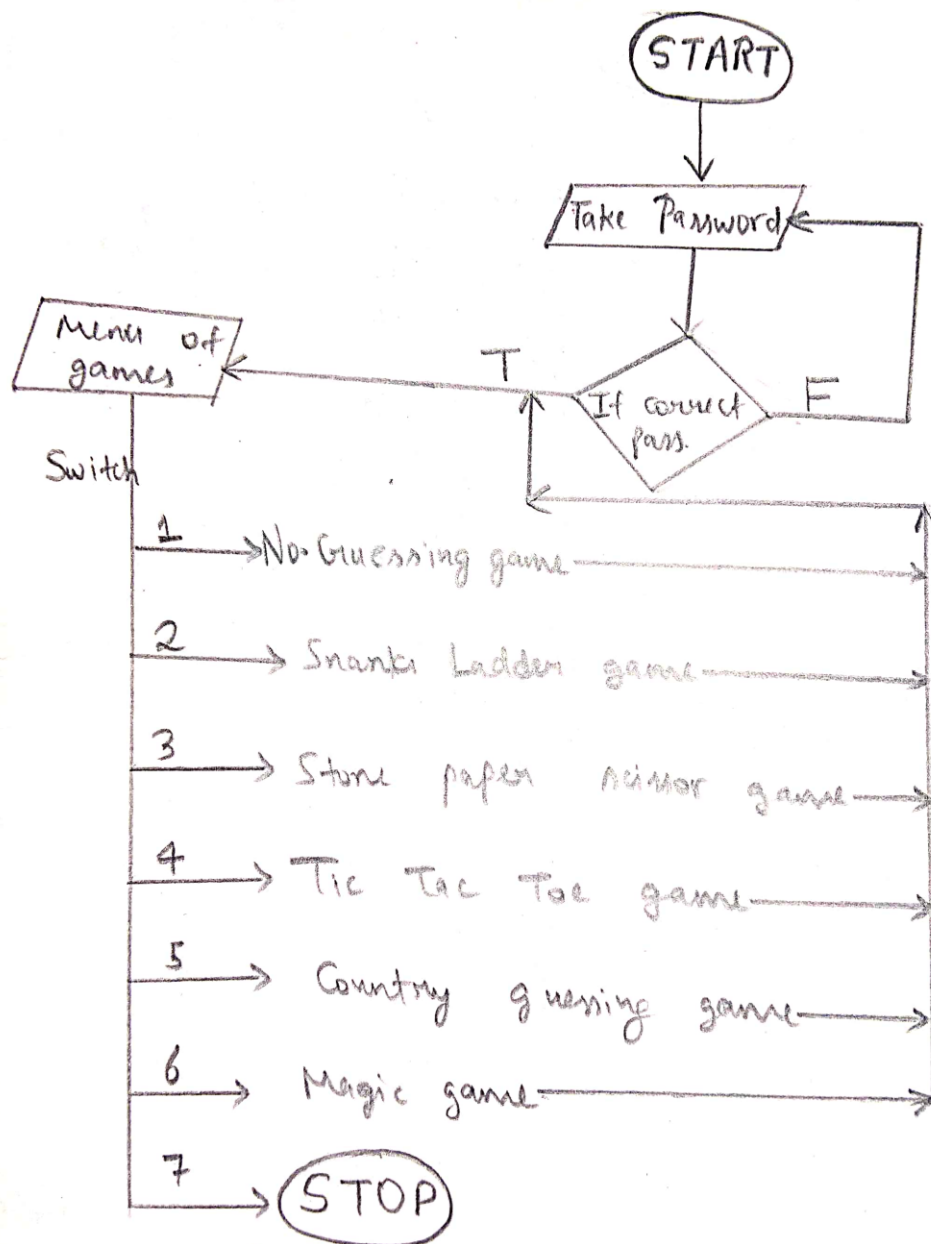 START
Take Password
If correct
pass.
T
F
Menu of
games
Switch
1 No. Guessing game
2 Snanke Ladder game
3 Stone paper scissor game
4 Tic Tac Toe game
5 Country guessing game
6 Magic game
7 STOP